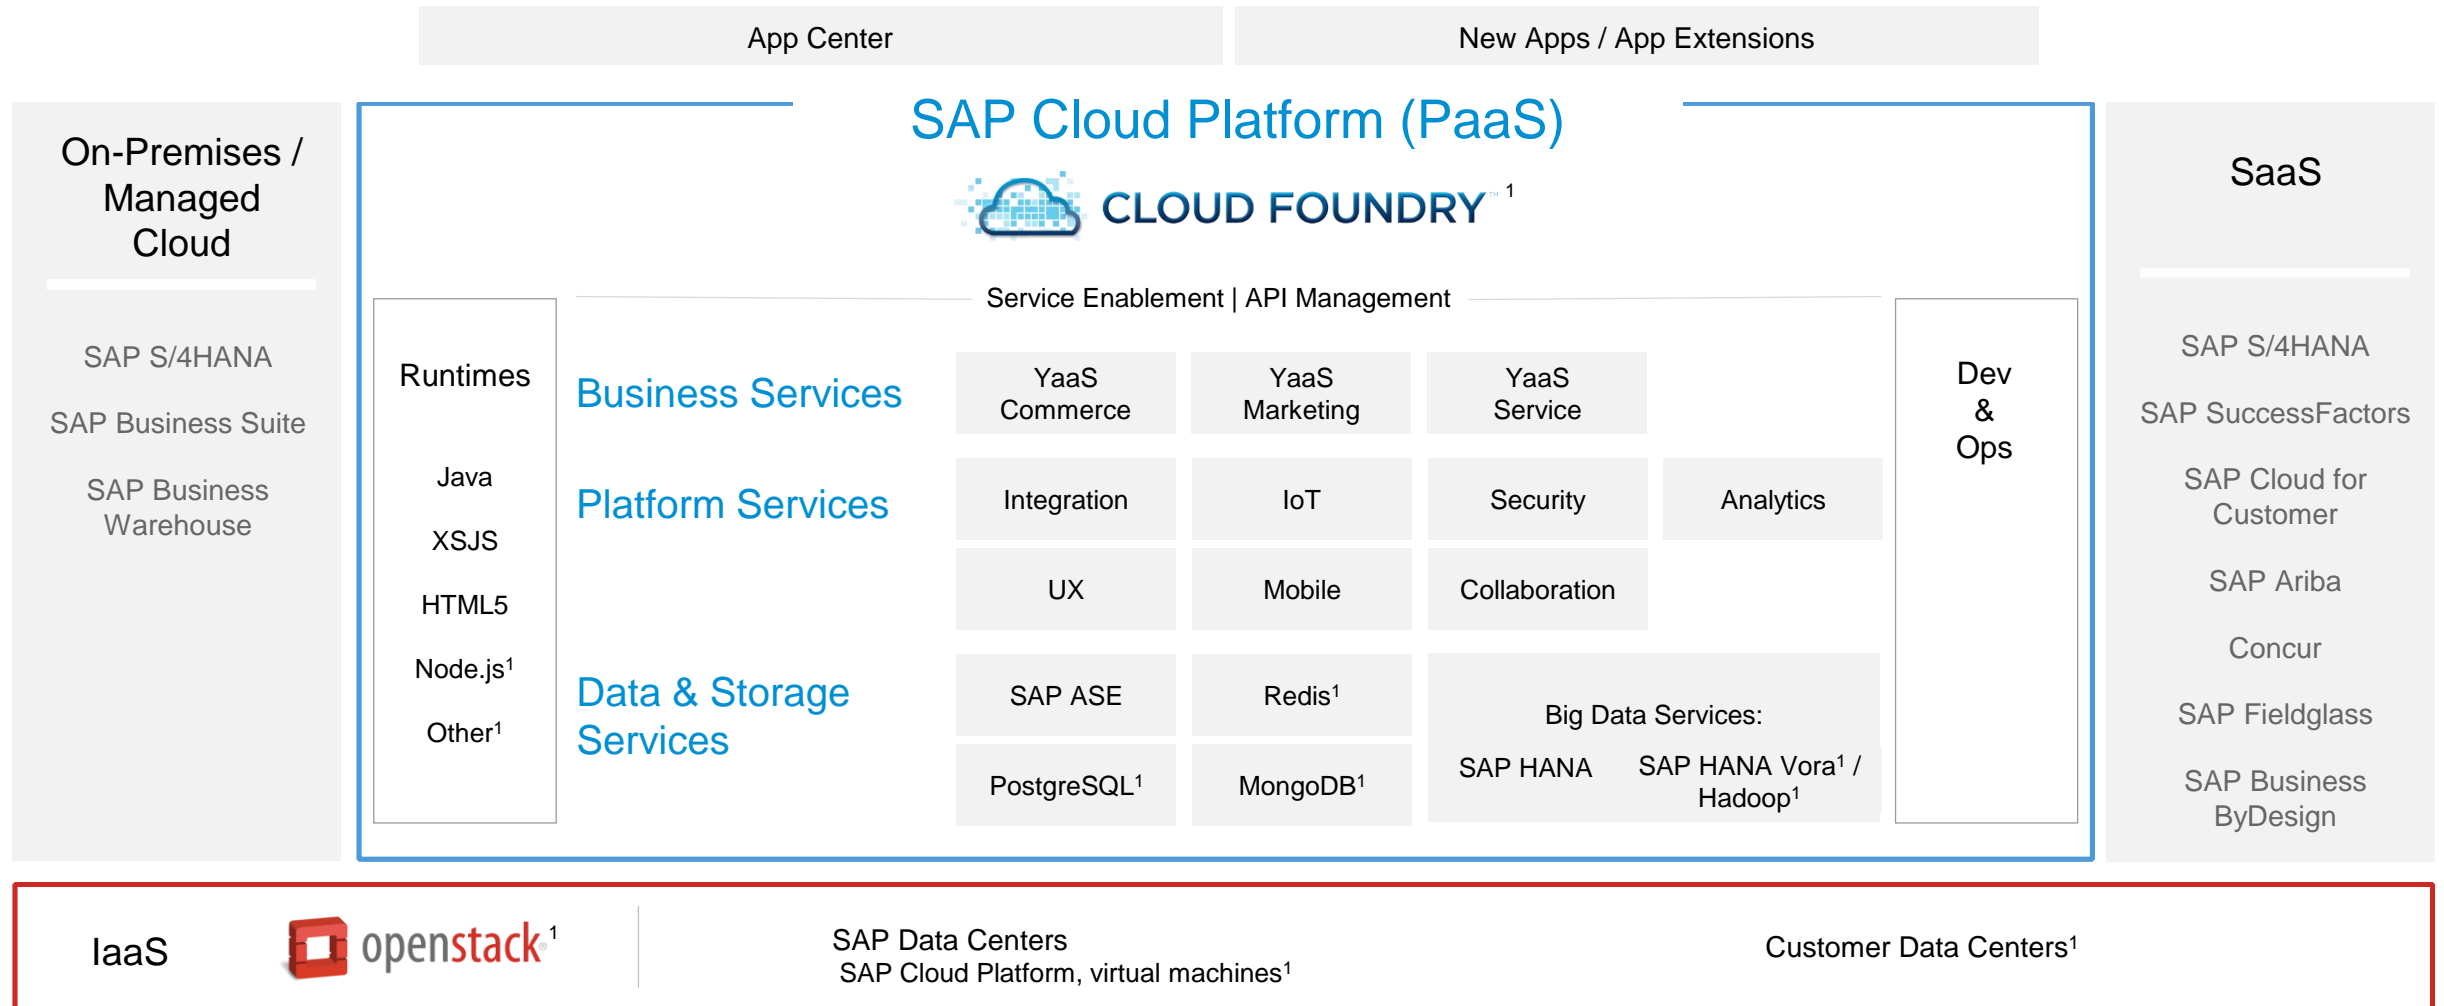 App Center
New Apps / App Extensions
On-Premises /
Managed
Cloud
SAP S/4HANA
SAP Business Suite
SAP Business
Warehouse
SAP Cloud Platform (PaaS)
CLOUD FOUNDRY™ 1
Service Enablement | API Management
Runtimes
Java
XSJS
HTML5
Node.js1
Other1
Business Services
YaaS
Commerce
YaaS
Marketing
YaaS
Service
Platform Services
Integration
IoT
Security
Analytics
UX
Mobile
Collaboration
Data & Storage
Services
SAP ASE
Redis1
PostgreSQL1
MongoDB1
Big Data Services:
SAP HANA
SAP HANA Vora1 /
Hadoop1
Dev
&
Ops
SaaS
SAP S/4HANA
SAP SuccessFactors
SAP Cloud for
Customer
SAP Ariba
Concur
SAP Fieldglass
SAP Business
ByDesign
IaaS
openstack® 1
SAP Data Centers
SAP Cloud Platform, virtual machines1
Customer Data Centers1